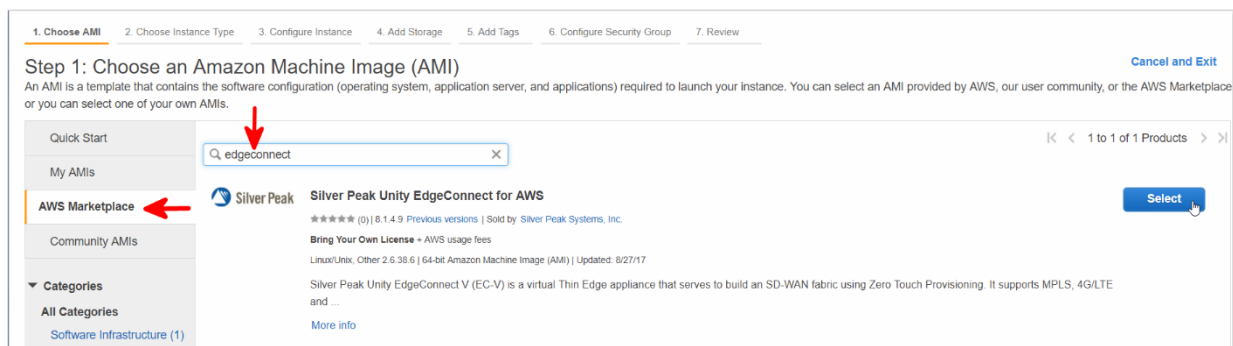 1. Choose AMI 2. Choose Instance Type 3. Configure Instance 4. Add Storage 5. Add Tags 6. Configure Security Group 7. Review
Step 1: Choose an Amazon Machine Image (AMI)
Cancel and Exit
An AMI is a template that contains the software configuration (operating system, application server, and applications) required to launch your instance. You can select an AMI provided by AWS, our user community, or the AWS Marketplace
or you can select one of your own AMIs.
Quick Start
My AMIs
AWS Marketplace
Community AMIs
Categories
All Categories
Software Infrastructure (1)
edgeconnect
1 to 1 of 1 Products
Silver Peak
Silver Peak Unity EdgeConnect for AWS
(0) | 8.1.4.9 Previous versions | Sold by Silver Peak Systems, Inc.
Bring Your Own License + AWS usage fees
Linux/Unix, Other 2.6.38.6 | 64-bit Amazon Machine Image (AMI) | Updated: 8/27/17
Silver Peak Unity EdgeConnect V (EC-V) is a virtual Thin Edge appliance that serves to build an SD-WAN fabric using Zero Touch Provisioning. It supports MPLS, 4G/LTE
and ...
More info
Select